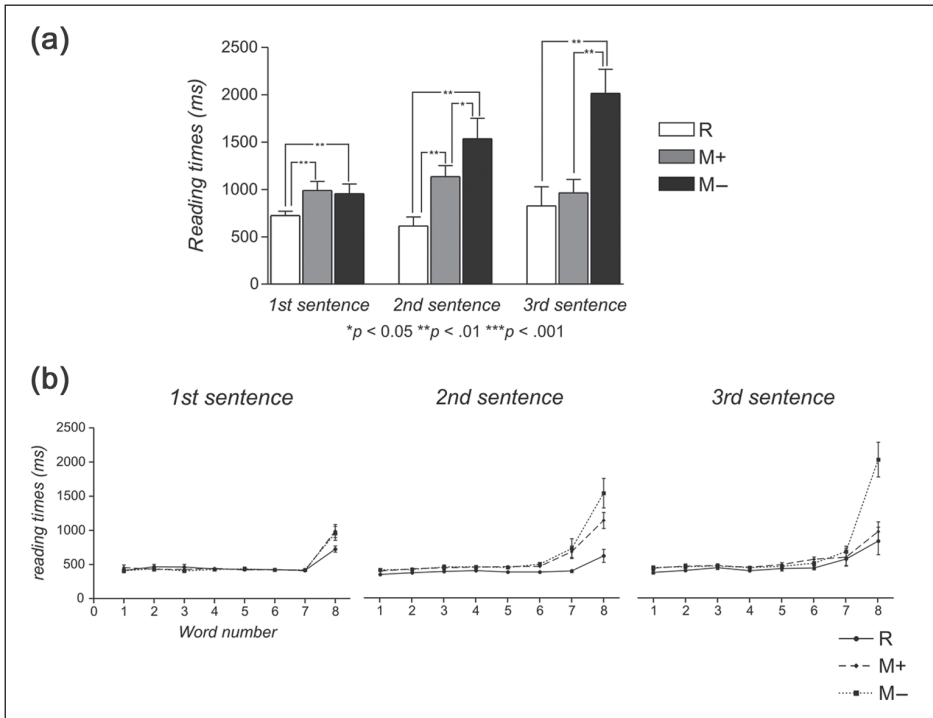 (a)
Reading times (ms)
2500
2000
1500
1000
500
0
**
**
**
**
*
**
**
R
M+
M–
1st sentence 2nd sentence 3rd sentence
*p < 0.05 **p < .01 ***p < .001
(b)
1st sentence 2nd sentence 3rd sentence
reading times (ms)
2500
2000
1500
1000
500
0 1 2 3 4 5 6 7 8 1 2 3 4 5 6 7 8 1 2 3 4 5 6 7 8
Word number
R
M+
M–